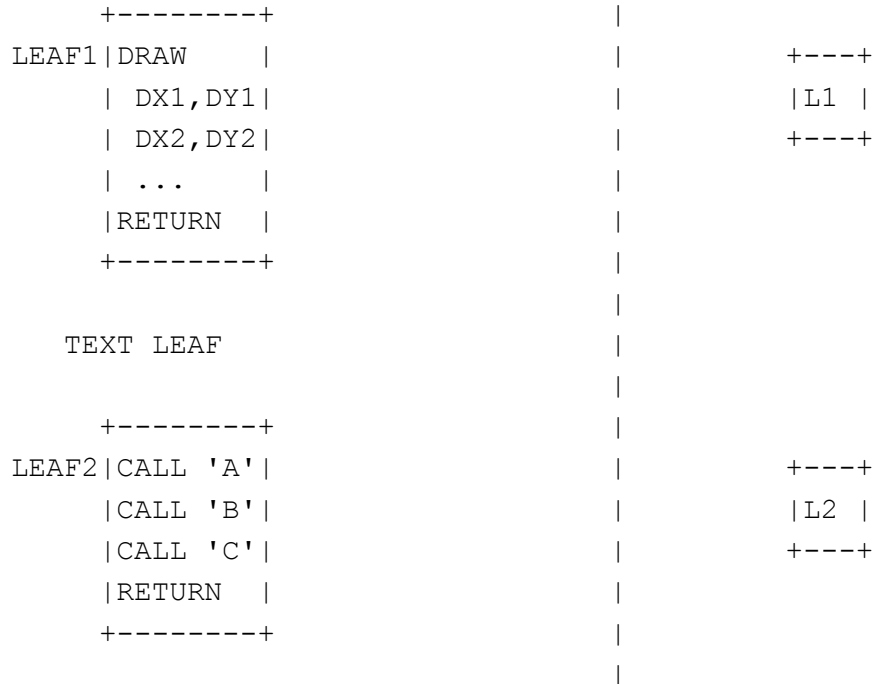 +--------+ |
LEAF1|DRAW | | +---+
| DX1,DY1| | |L1 |
| DX2,DY2| | +---+
| ... | |
|RETURN | |
+--------+ |
|
TEXT LEAF |
|
+--------+ |
LEAF2|CALL 'A'| | +---+
|CALL 'B'| | |L2 |
|CALL 'C'| | +---+
|RETURN | |
+--------+ |
|